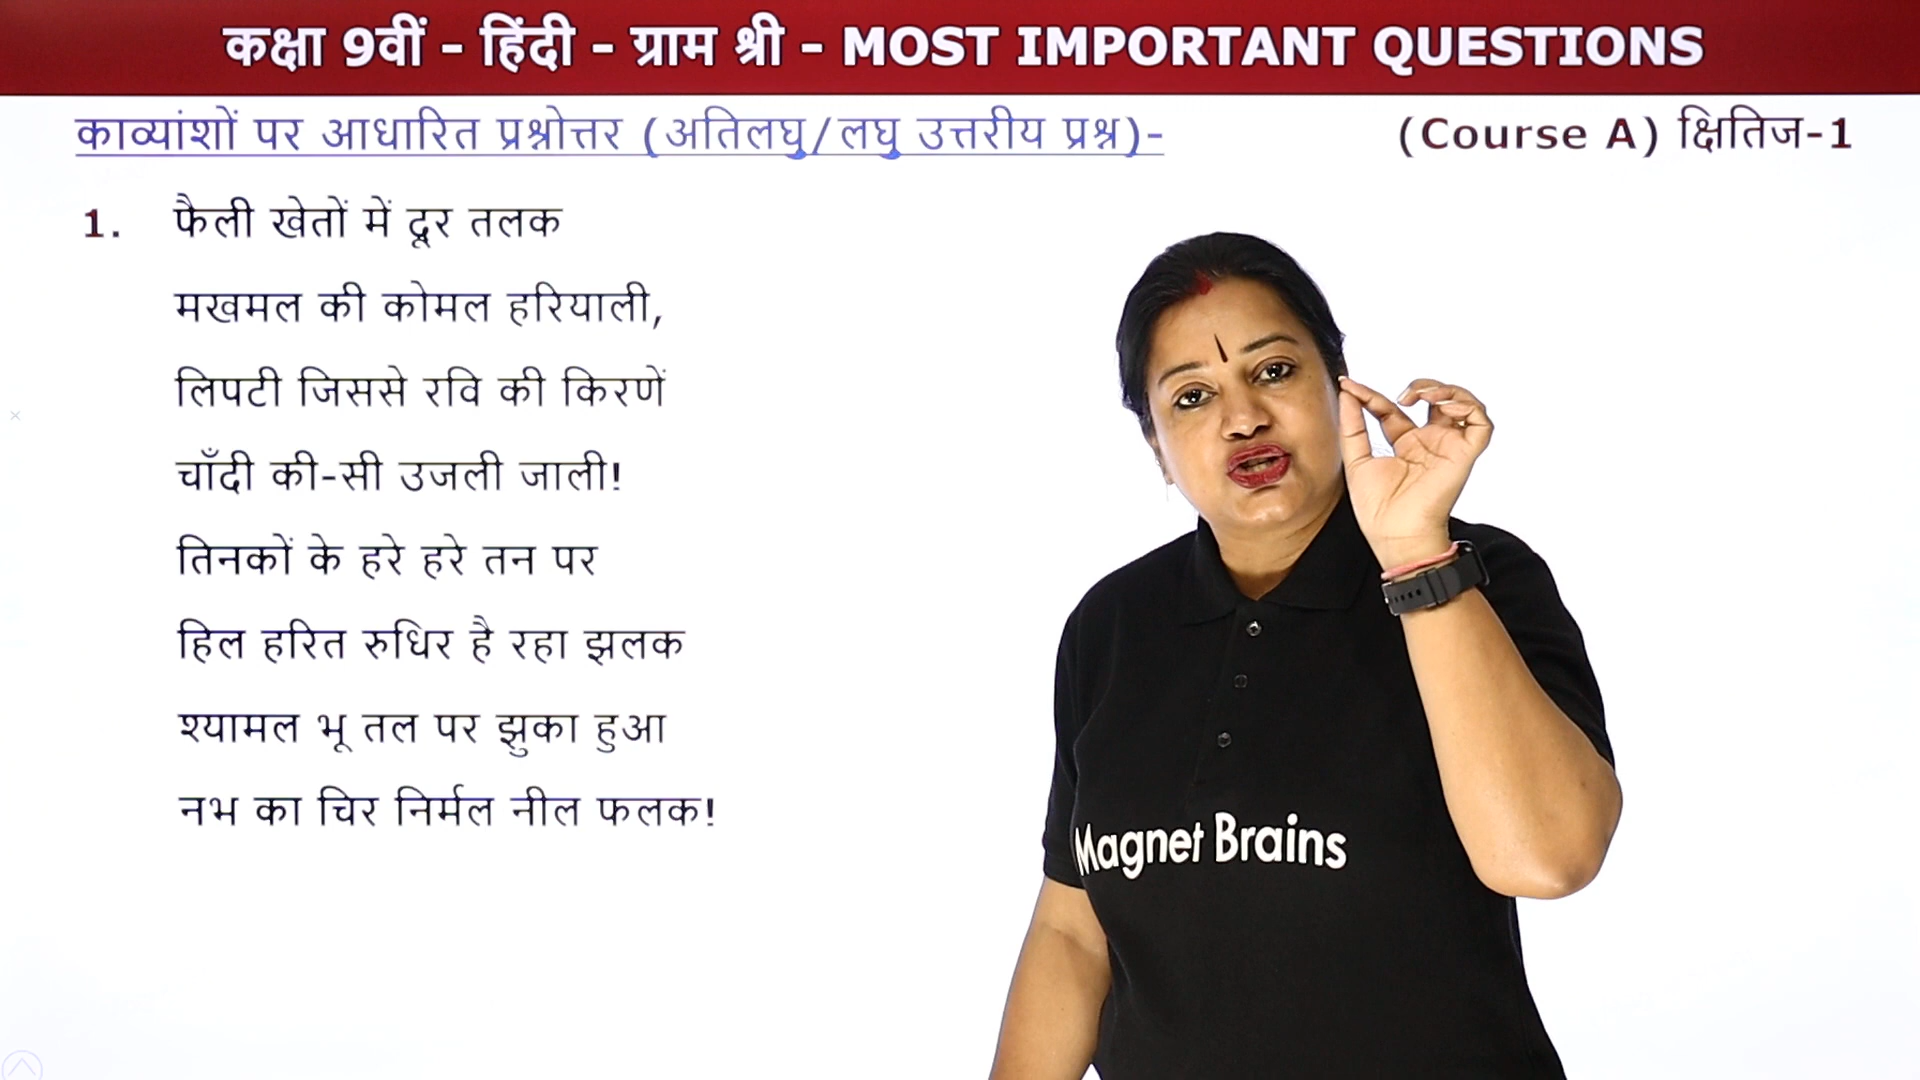 कक्षा 9वीं - हिंदी - ग्राम श्री - MOST IMPORTANT QUESTIONS
काव्यांशों पर आधारित प्रश्नोत्तर (अतिलघु/लघु उत्तरीय प्रश्न)-
(Course A) क्षितिज-1
1. फैली खेतों में दूर तलक
मखमल की कोमल हरियाली,
लिपटी जिससे रवि की किरणें
चाँदी की-सी उजली जाली!
तिनकों के हरे हरे तन पर
हिल हरित रुधिर है रहा झलक
श्यामल भू तल पर झुका हुआ
नभ का चिर निर्मल नील फलक!
Magnet Brains